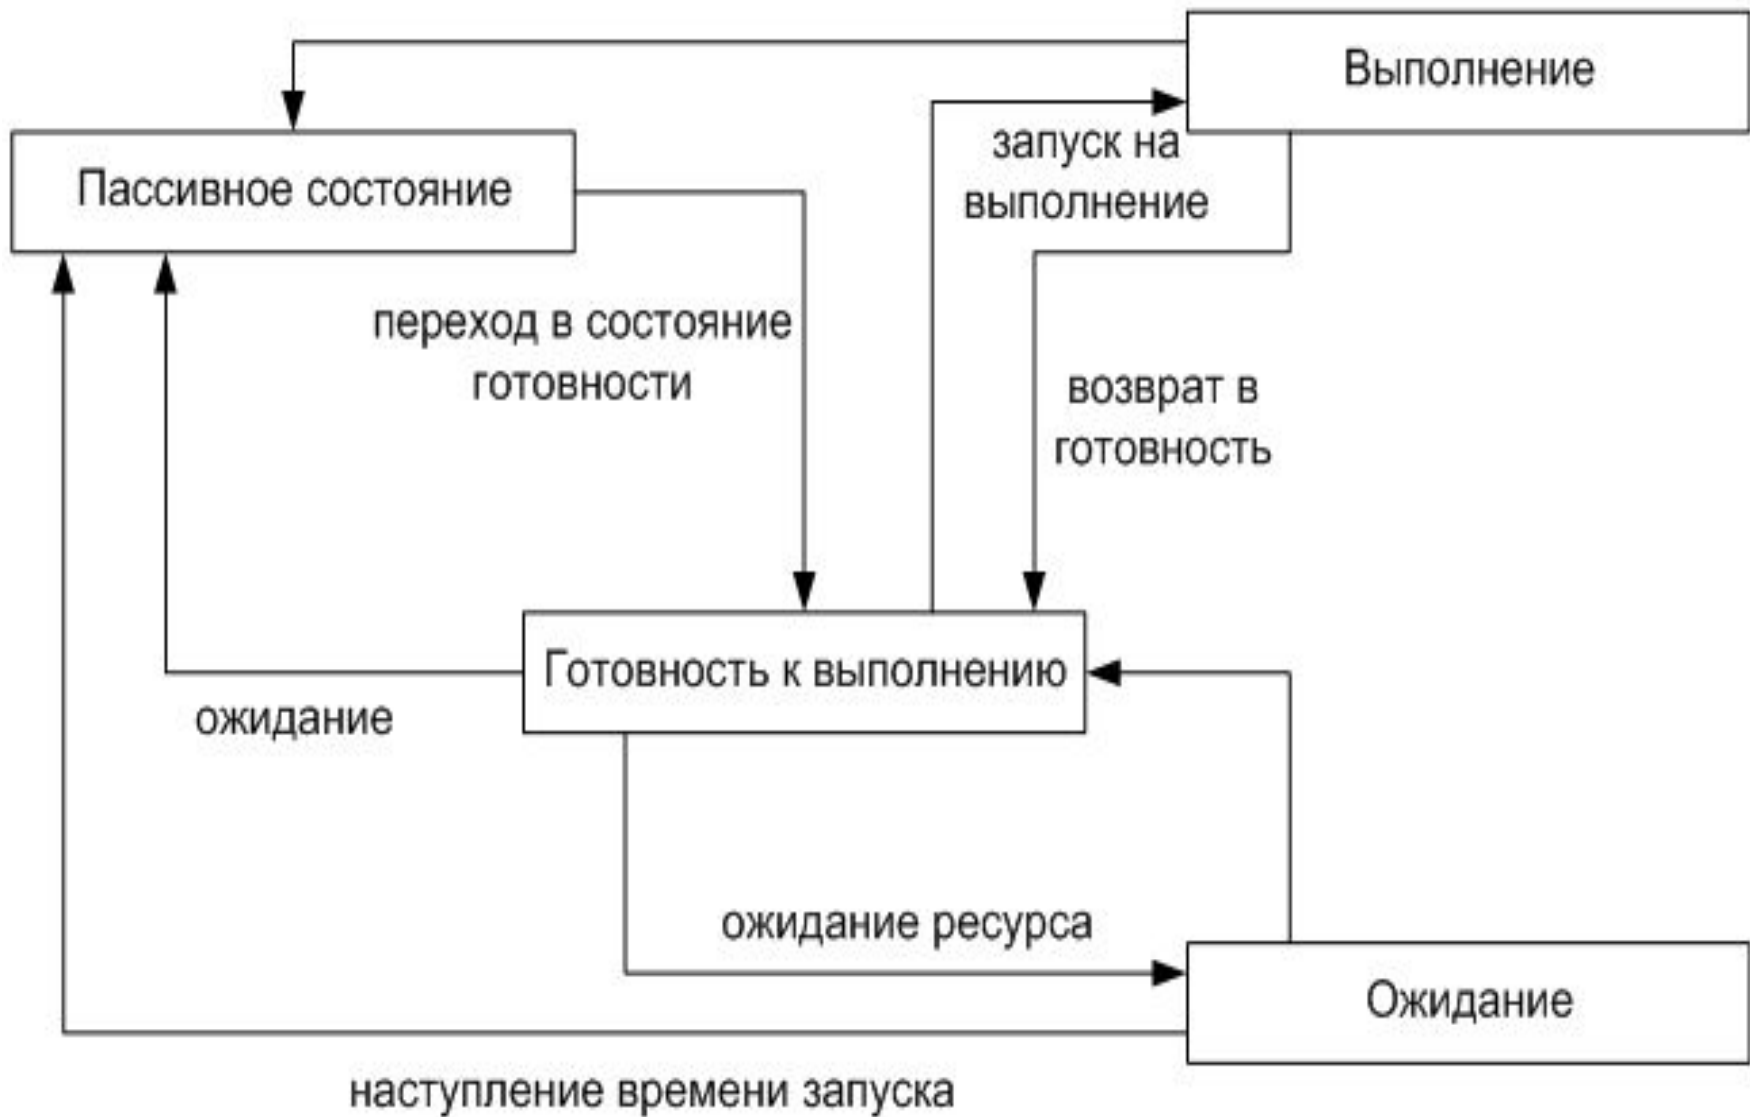 Выполнение
запуск на
выполнение
Пассивное состояние
переход в состояние
готовности
возврат в
готовность
Готовность к выполнению
ожидание
ожидание ресурса
Ожидание
наступление времени запуска